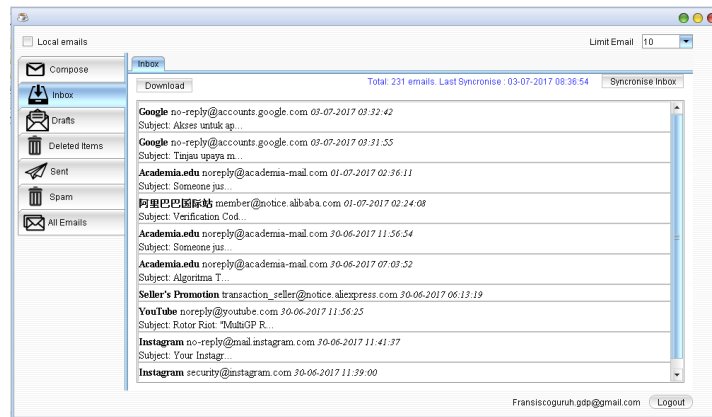 Local emails
Limit Email 10
Compose
Inbox
Drafts
Deleted Items
Sent
Spam
All Emails
Inbox
Download
Total: 231 emails. Last Syncronise : 03-07-2017 08:36:54
Syncronise Inbox
Google no-reply@accounts.google.com 03-07-2017 03:32:42
Subject: Akses untuk ap...
Google no-reply@accounts.google.com 03-07-2017 03:31:55
Subject: Tinjau upaya m...
Academia.edu noreply@academia-mail.com 01-07-2017 02:36:11
Subject: Someone jus...
阿里巴巴国际站 member@notice.alibaba.com 01-07-2017 02:24:08
Subject: Verification Cod...
Academia.edu noreply@academia-mail.com 30-06-2017 11:56:54
Subject: Someone jus...
Academia.edu noreply@academia-mail.com 30-06-2017 07:03:52
Subject: Algoritma T...
Seller's Promotion transaction_seller@notice.aliexpress.com 30-06-2017 06:13:19
YouTube noreply@youtube.com 30-06-2017 11:56:25
Subject: Rotor Riot: "MultiGP R...
Instagram no-reply@mail.instagram.com 30-06-2017 11:41:37
Subject: Your Instagr...
Instagram security@instagram.com 30-06-2017 11:39:00
Fransiscoguruh.gdp@gmail.com
Logout